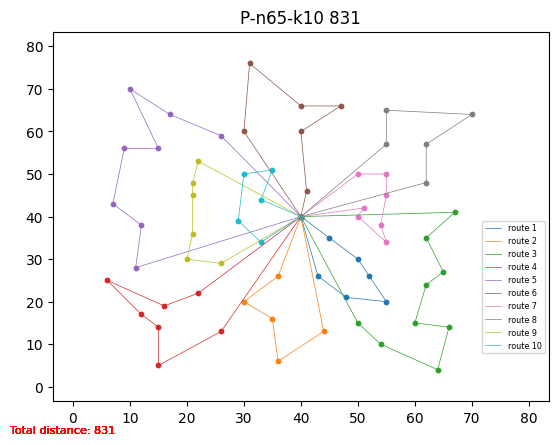 P-n65-k10 831
80
70
60
50
40
30
20
10
0
route 1
route 2
route 3
route 4
route 5
route 6
route 7
route 8
route 9
route 10
0 10 20 30 40 50 60 70 80
Total distance: 831